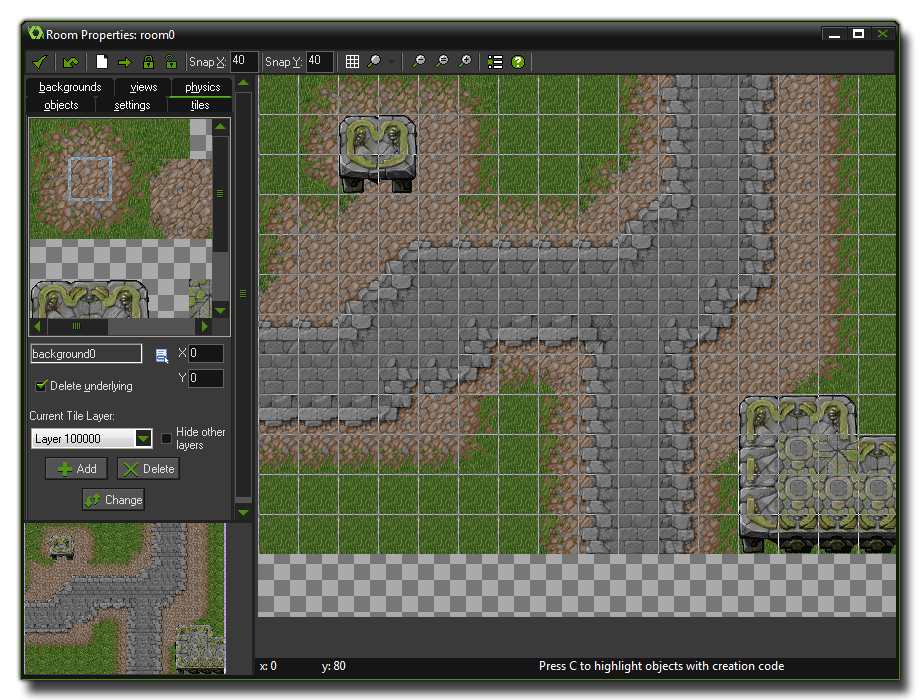 Room Properties: room0
Snap X: 40 Snap Y: 40
backgrounds views physics
objects settings tiles
background0 X 0
Y 0
Delete underlying
Current Tile Layer:
Layer 100000 Hide other layers
Add Delete
Change
x: 0 y: 80 Press C to highlight objects with creation code